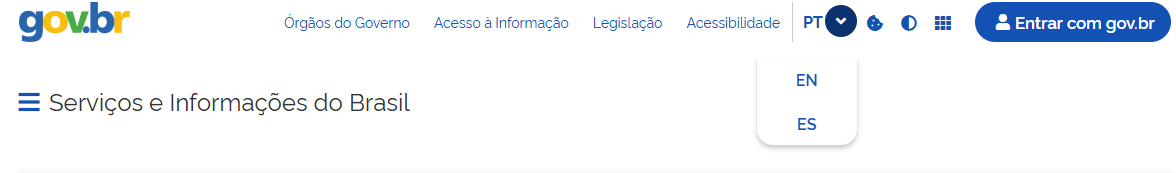 gov.br
Órgãos do Governo Acesso à Informação Legislação Acessibilidade PT Entrar com gov.br
EN
Serviços e Informações do Brasil
ES